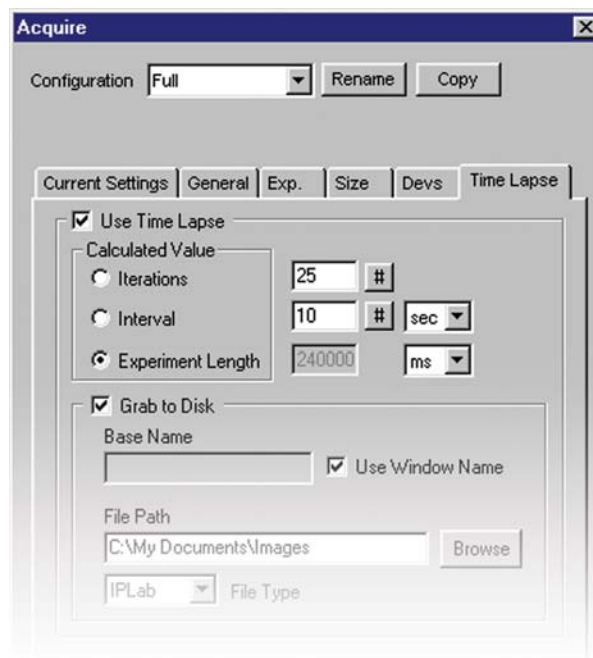 Acquire
Configuration Full Rename Copy
Current Settings General Exp. Size Devs Time Lapse
Use Time Lapse
Calculated Value
Iterations 25 #
Interval 10 # sec
Experiment Length 240000 ms
Grab to Disk
Base Name
Use Window Name
File Path
C:\My Documents\Images Browse
IPLab File Type